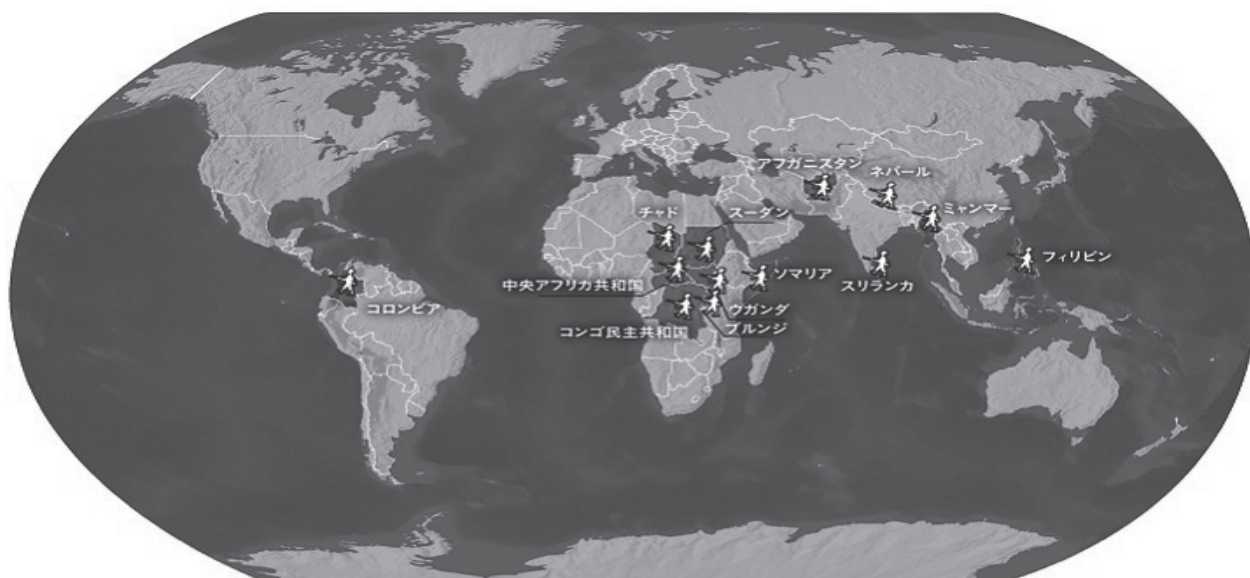 アフガニスタン
ネパール
チャド
スーダン
ミャンマー
フィリピン
ソマリア
中央アフリカ共和国
スリランカ
コロンビア
ウガンダ
コンゴ民主共和国
ブルンジ